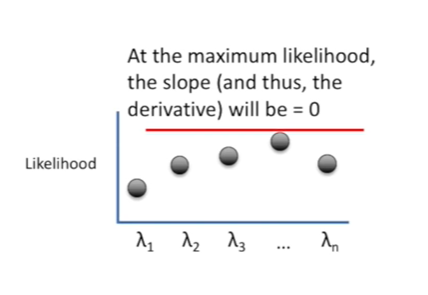 At the maximum likelihood,
the slope (and thus, the
derivative) will be = 0
Likelihood
λ₁ λ₂ λ₃ ... λₙ